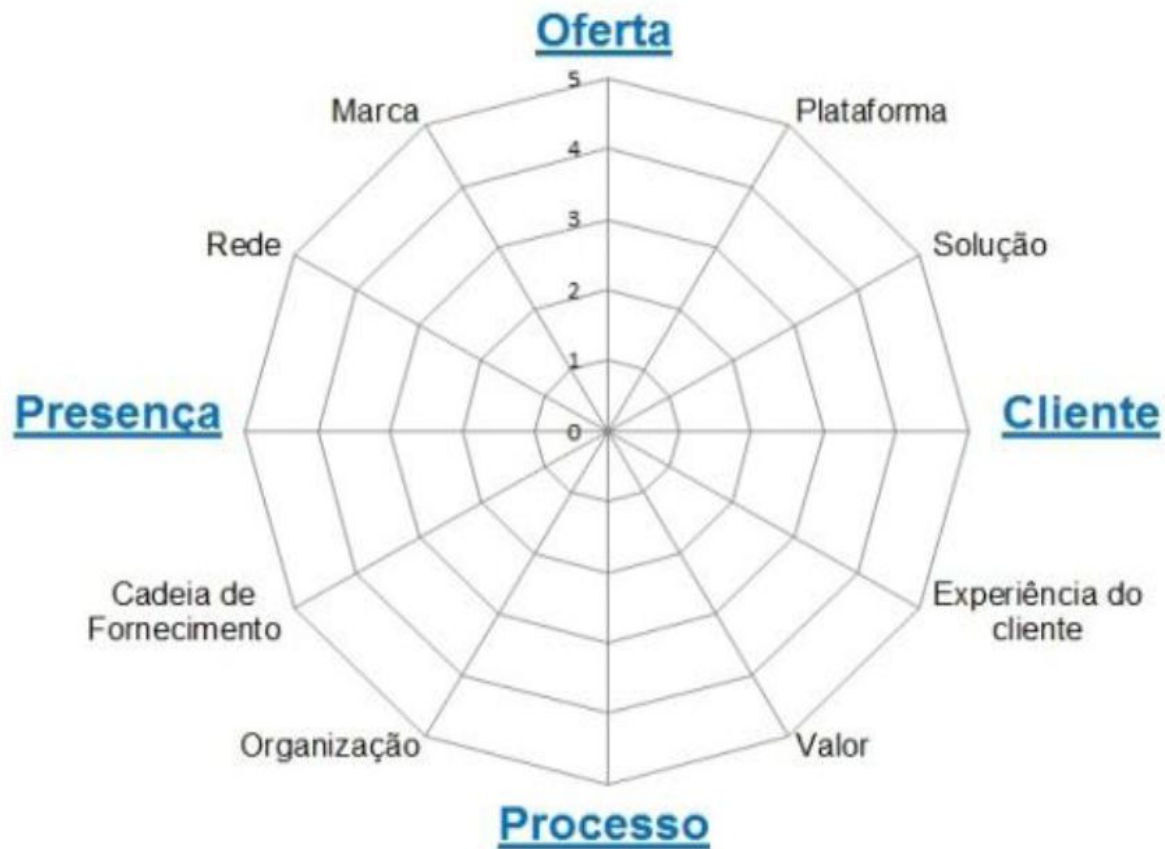 Oferta
5
Marca
Plataforma
4
Rede
3
Solução
2
1
Presença
0
Cliente
Cadeia de
Fornecimento
Experiência do
cliente
Organização
Valor
Processo